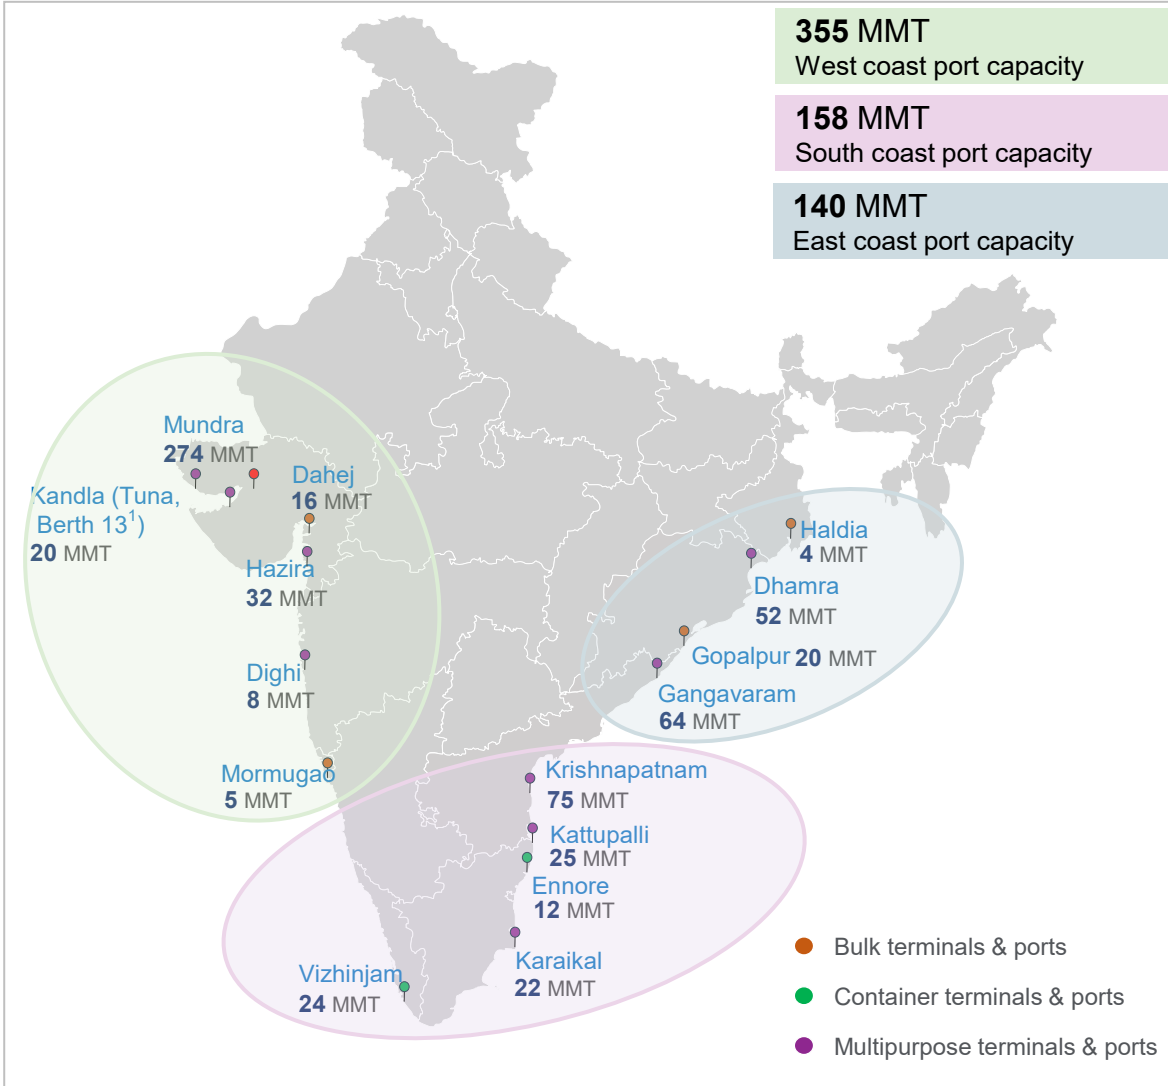 355 MMT
West coast port capacity
158 MMT
South coast port capacity
140 MMT
East coast port capacity
Mundra
274 MMT
Kandla (Tuna,
Berth 13¹)
20 MMT
Dahej
16 MMT
Hazira
32 MMT
Dighi
8 MMT
Mormugao
5 MMT
Haldia
4 MMT
Dhamra
52 MMT
Gopalpur 20 MMT
Gangavaram
64 MMT
Krishnapatnam
75 MMT
Kattupalli
25 MMT
Ennore
12 MMT
Karaikal
22 MMT
Vizhinjam
24 MMT
Bulk terminals & ports
Container terminals & ports
Multipurpose terminals & ports